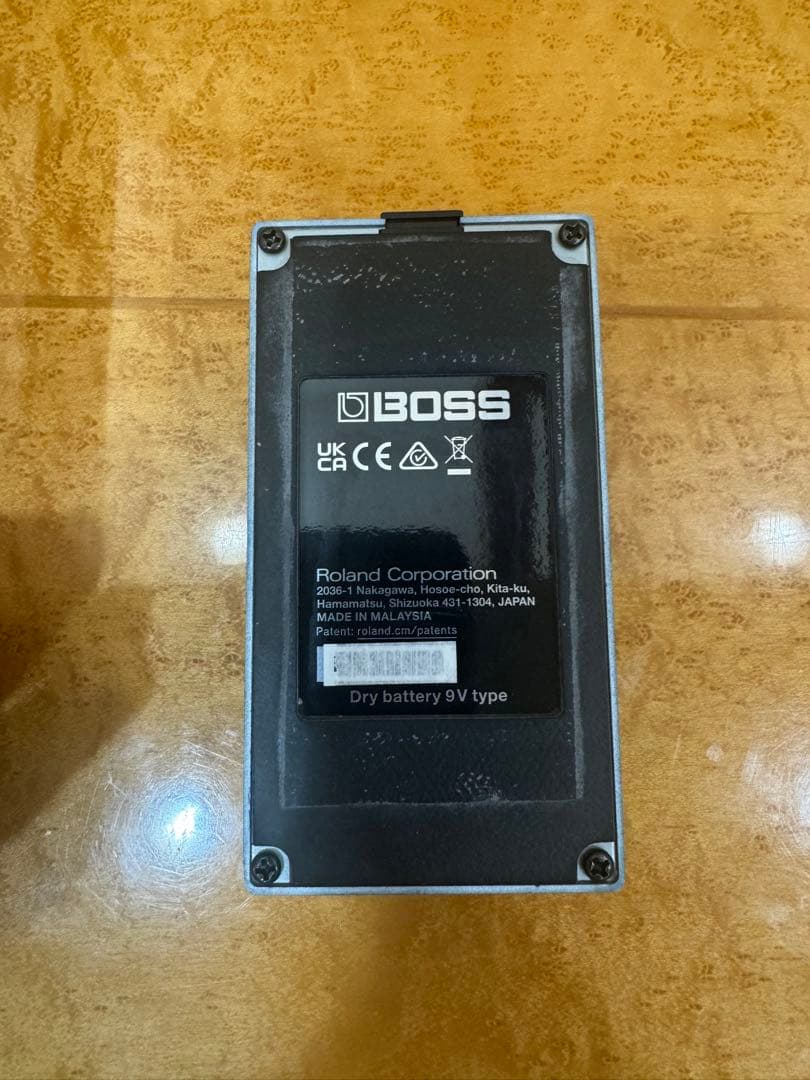 BOSS
UK
CA CE
Roland Corporation
2036-1 Nakagawa, Hosoe-cho, Kita-ku,
Hamamatsu, Shizuoka 431-1304, JAPAN
MADE IN MALAYSIA
Patent: roland.cm/patents
Dry battery 9V type